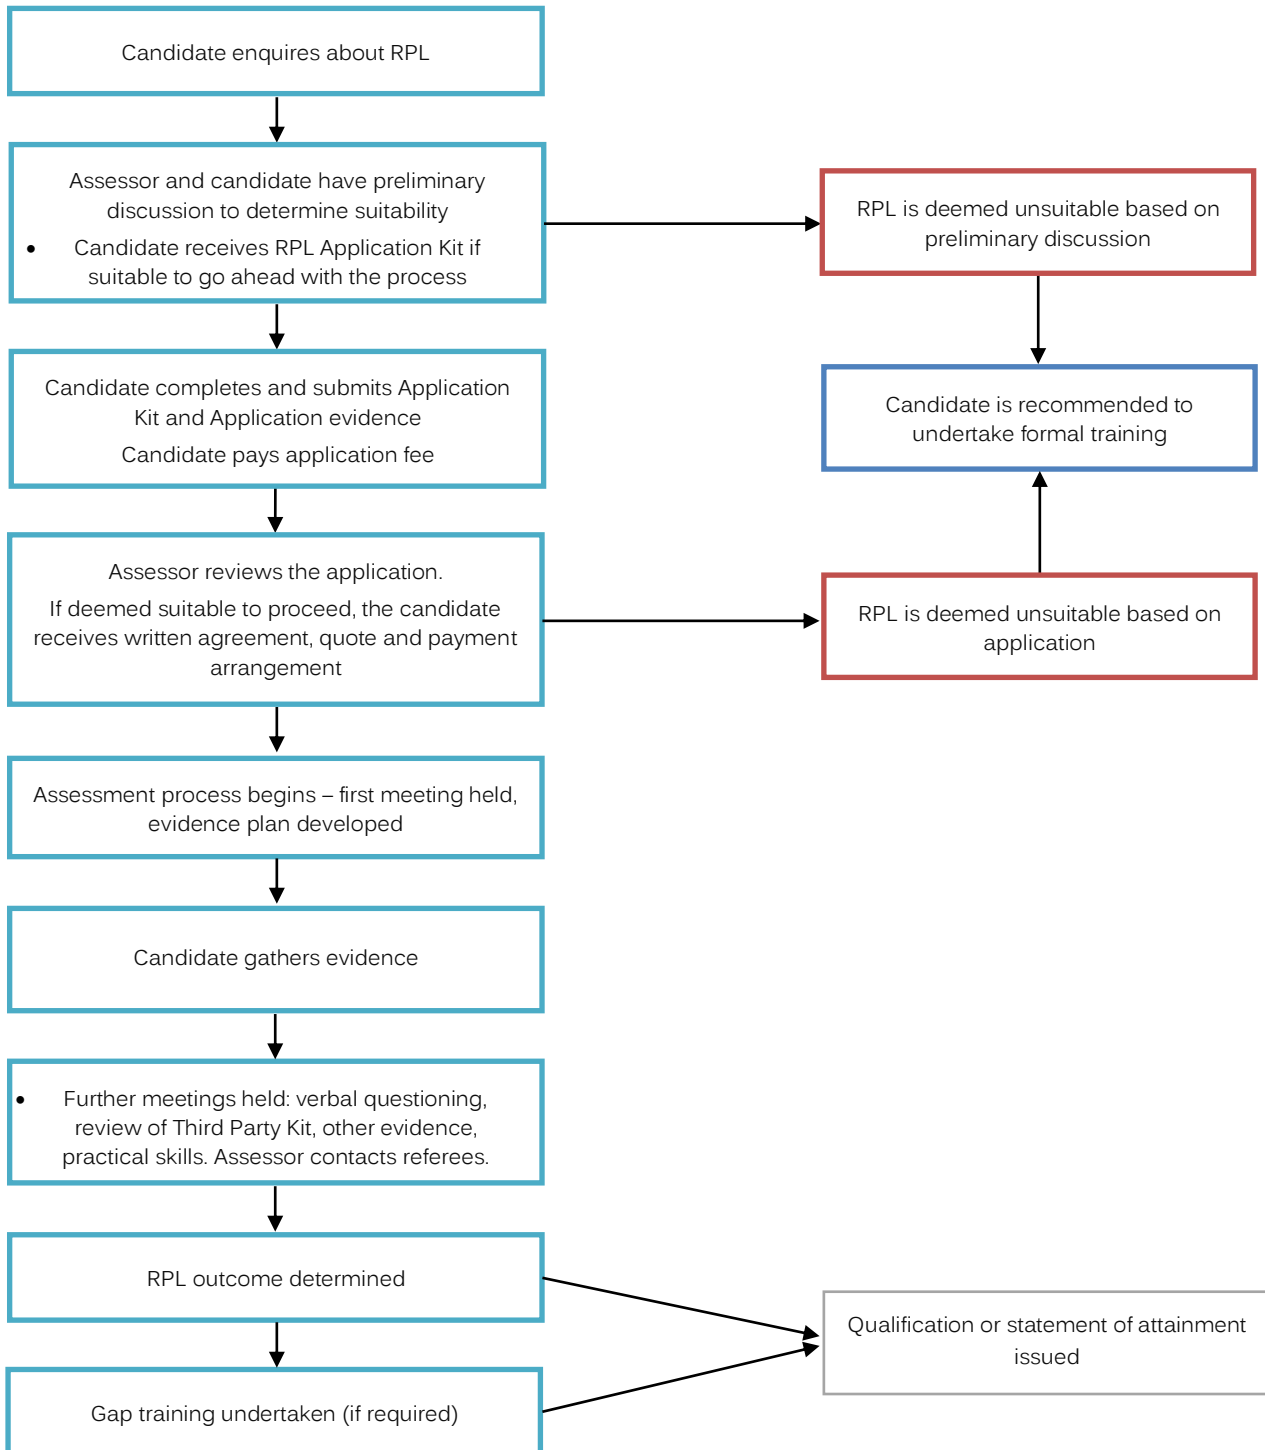 Candidate enquires about RPL
Assessor and candidate have preliminary
discussion to determine suitability
• Candidate receives RPL Application Kit if
suitable to go ahead with the process
RPL is deemed unsuitable based on
preliminary discussion
Candidate completes and submits Application
Kit and Application evidence
Candidate pays application fee
Candidate is recommended to
undertake formal training
Assessor reviews the application.
If deemed suitable to proceed, the candidate
receives written agreement, quote and payment
arrangement
RPL is deemed unsuitable based on
application
Assessment process begins – first meeting held,
evidence plan developed
Candidate gathers evidence
• Further meetings held: verbal questioning,
review of Third Party Kit, other evidence,
practical skills. Assessor contacts referees.
RPL outcome determined
Qualification or statement of attainment
issued
Gap training undertaken (if required)